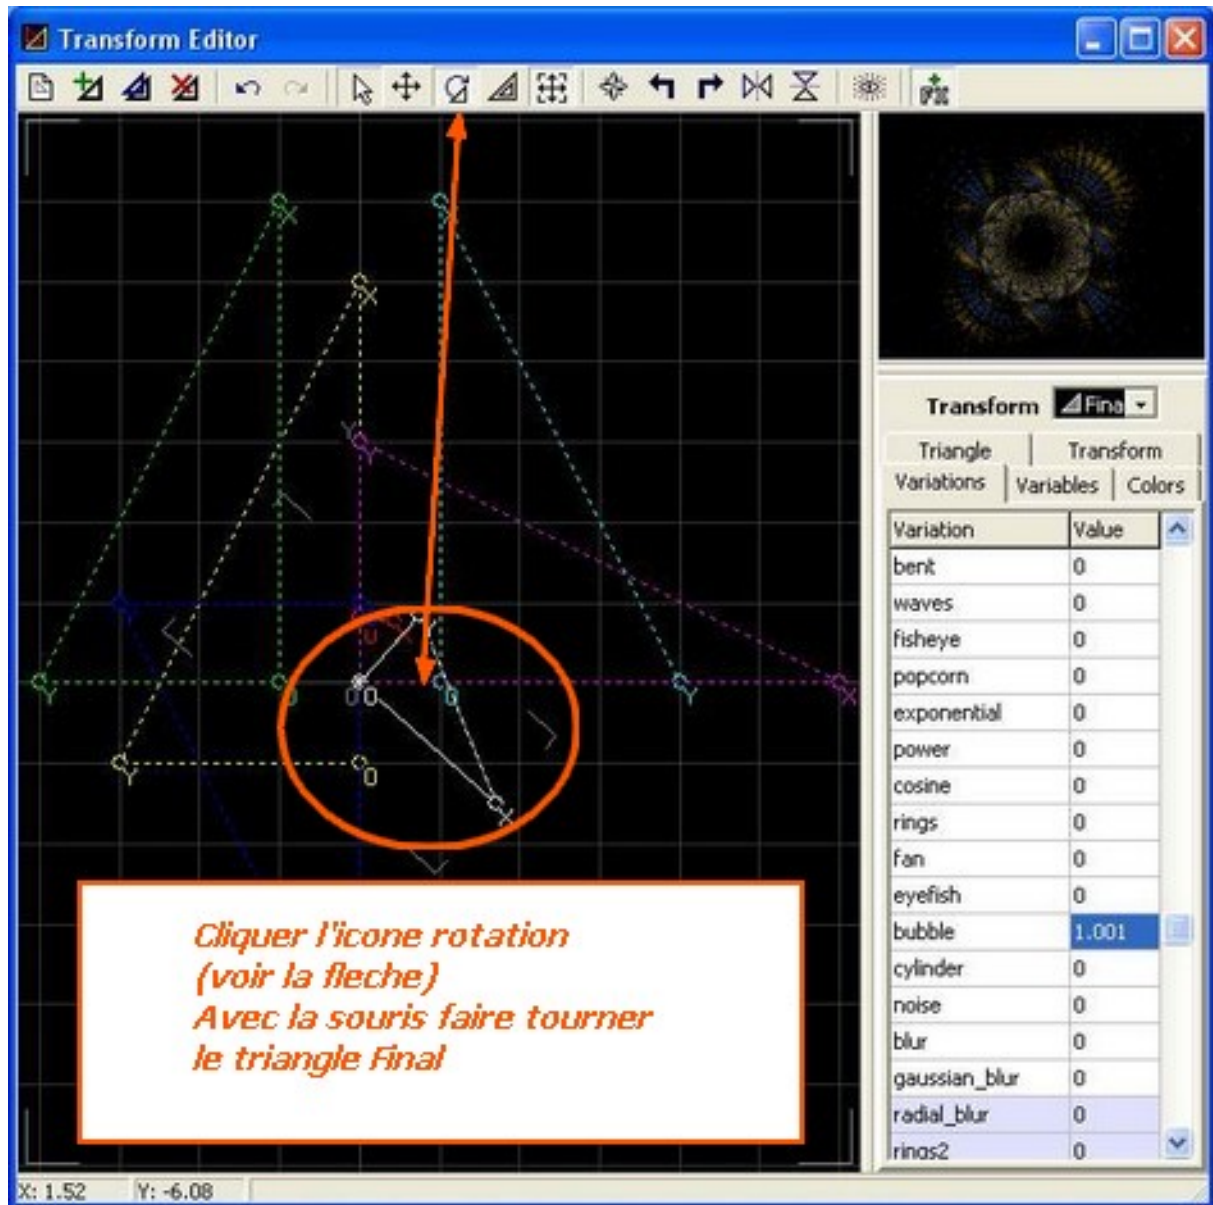 Transform Editor
X
X
X
Y
Y
Transform Fina
Triangle Transform
Variations Variables Colors
Variation Value
bent 0
waves 0
fisheye 0
popcorn 0
exponential 0
power 0
cosine 0
rings 0
fan 0
eyefish 0
bubble 1.001
cylinder 0
noise 0
blur 0
gaussian_blur 0
radial_blur 0
rings2 0
Y O O Y X
Y O X
Cliquer l'icone rotation
(voir la fleche)
Avec la souris faire tourner
le triangle Final
X: 1.52 Y: -6.08